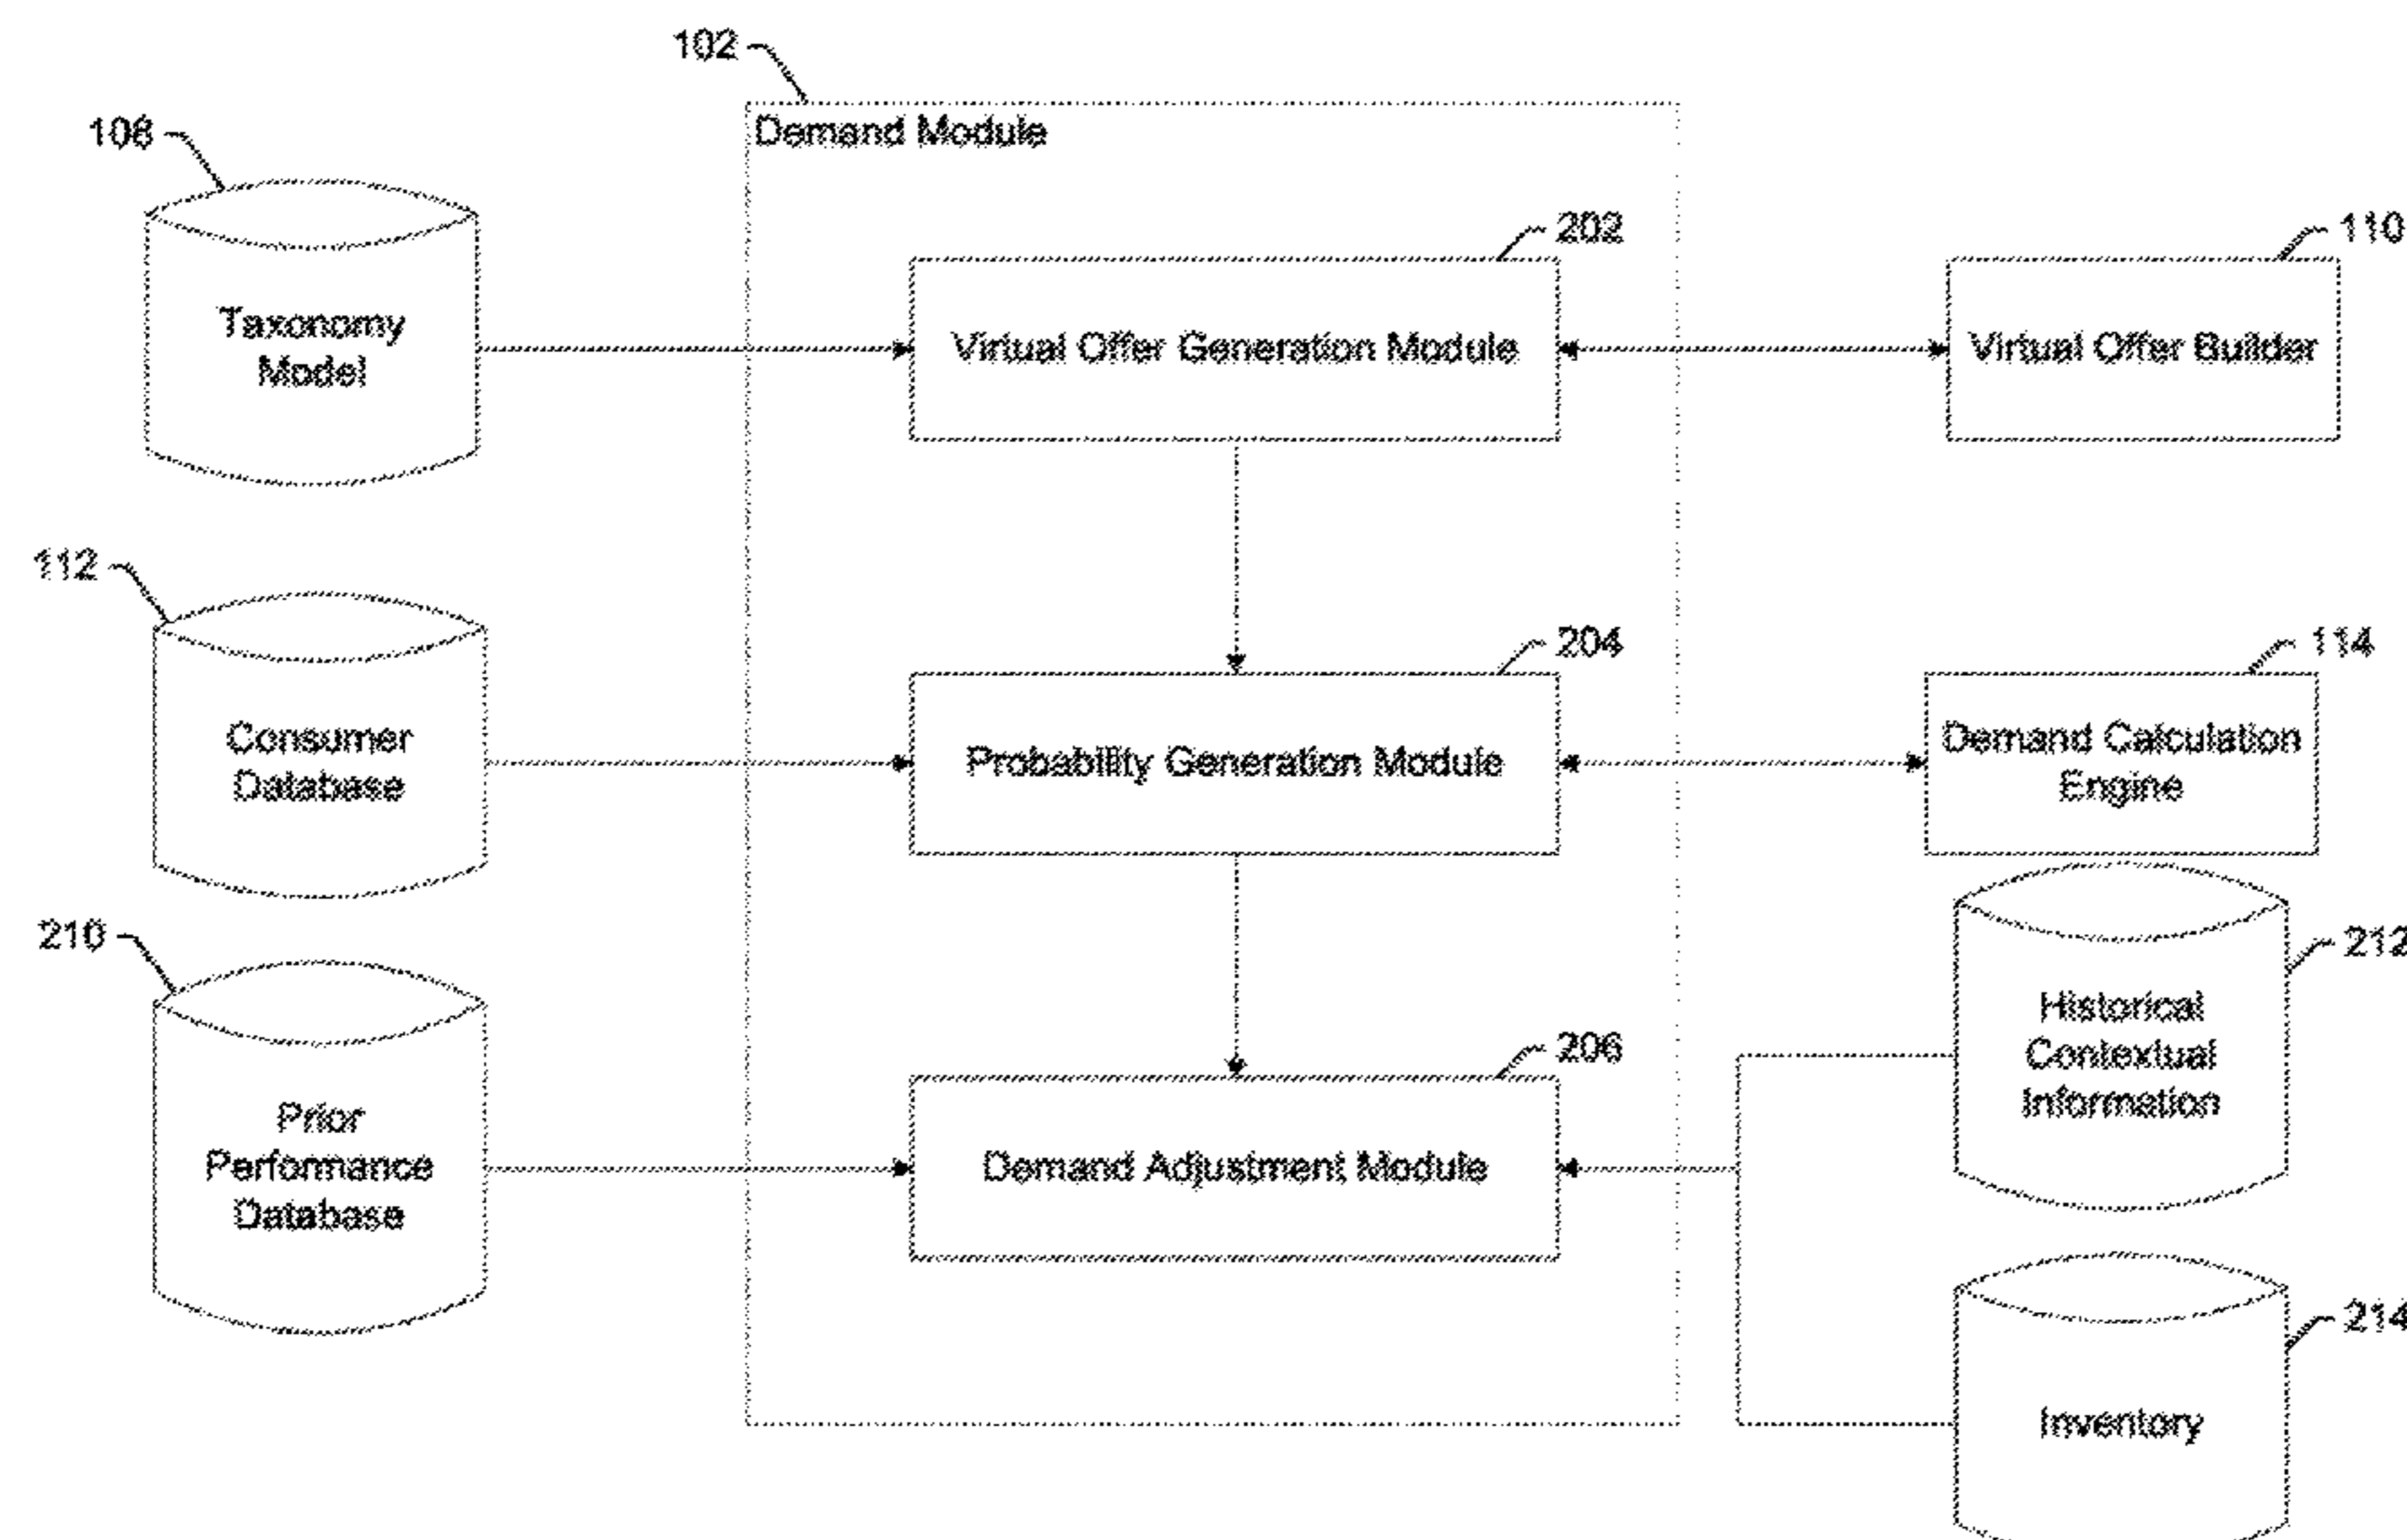 102
108
Demand Module
202
110
Taxonomy
Model
Virtual Offer Generation Module
Virtual Offer Builder
112
204
114
Consumer
Database
Probability Generation Module
Demand Calculation
Engine
210
212
Historical
Contextual
Information
206
Prior
Performance
Database
Demand Adjustment Module
214
Inventory